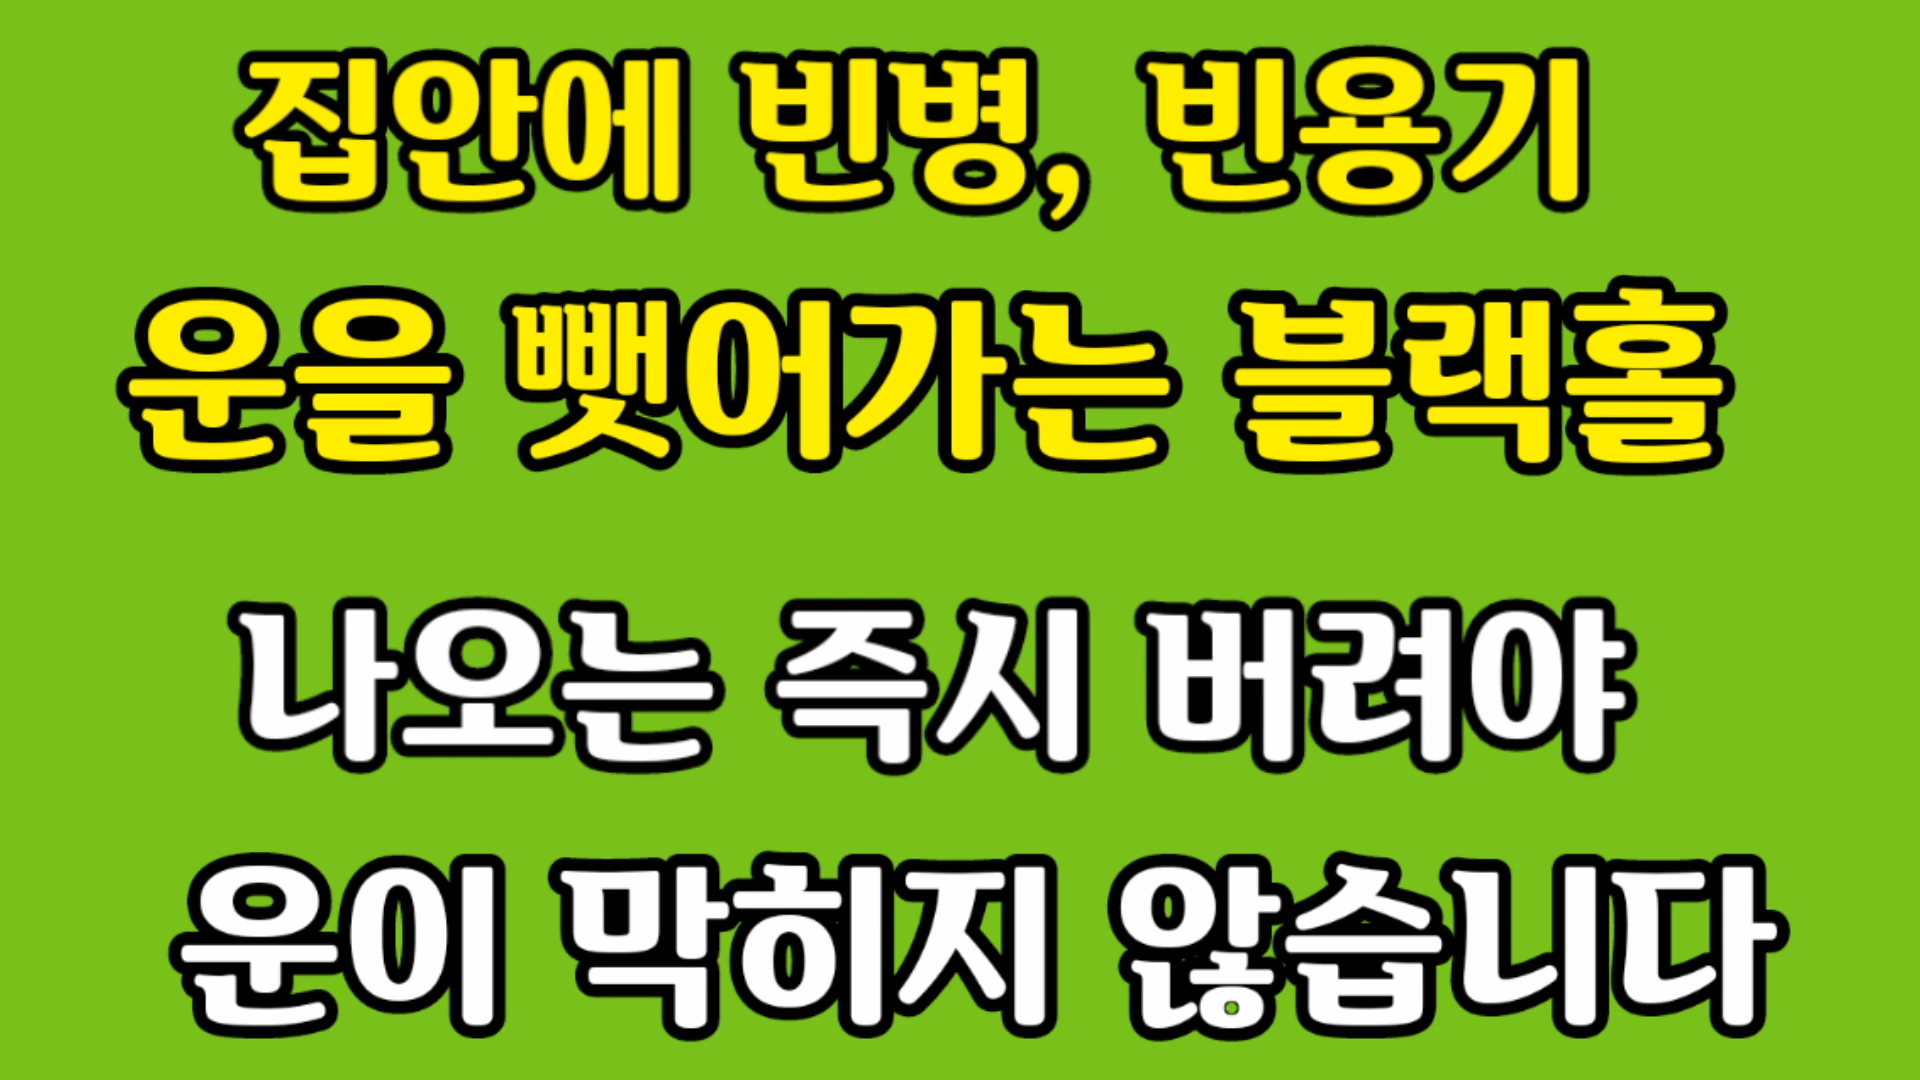 집안에 빈병, 빈용기
운을 뺏어가는 블랙홀
나오는 즉시 버려야
운이 막히지 않습니다